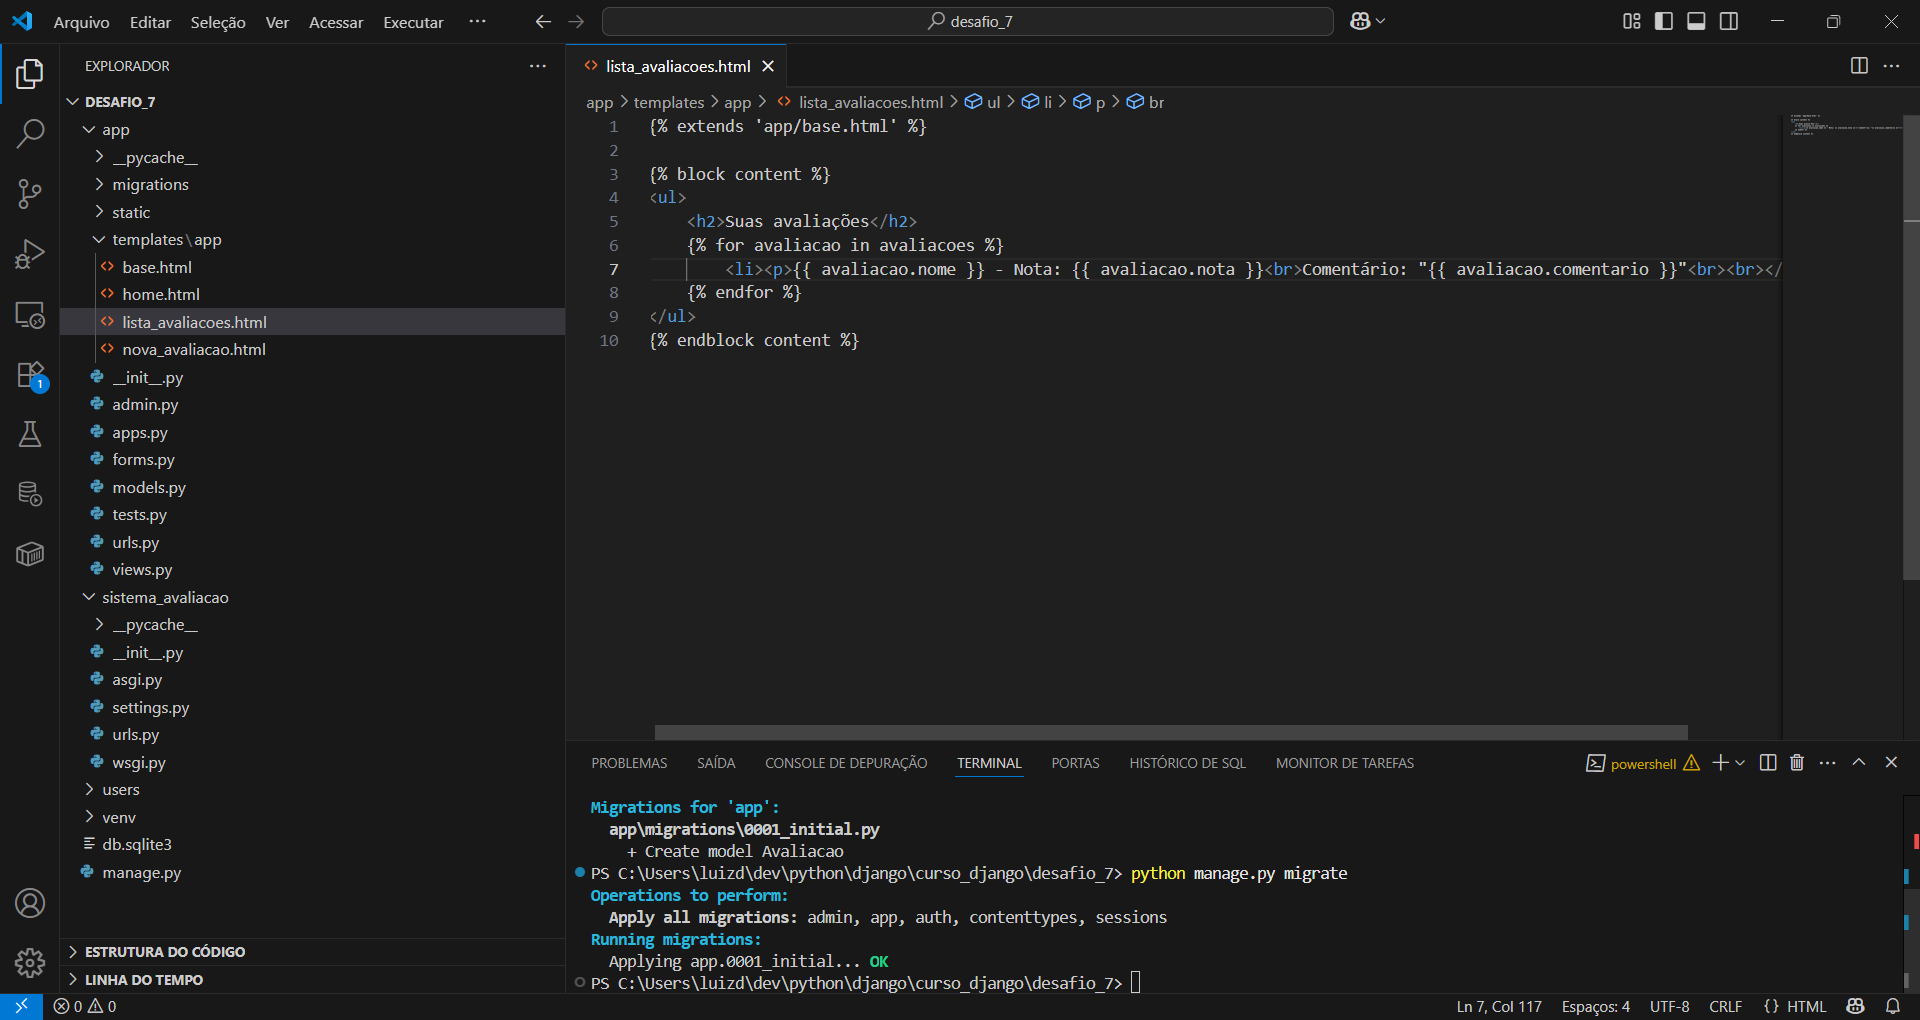 Arquivo Editar Seleção Ver Acessar Executar ··· desafio_7
EXPLORADOR ···
DESAFIO_7
app
__pycache__
migrations
static
templates\app
base.html
home.html
lista_avaliacoes.html
nova_avaliacao.html
__init__.py
admin.py
apps.py
forms.py
models.py
tests.py
urls.py
views.py
sistema_avaliacao
__pycache__
__init__.py
asgi.py
settings.py
urls.py
wsgi.py
users
venv
db.sqlite3
manage.py
ESTRUTURA DO CÓDIGO
LINHA DO TEMPO
1
lista_avaliacoes.html
app > templates > app > lista_avaliacoes.html > ul > li > p > br
1 {% extends 'app/base.html' %}
2
3 {% block content %}
4 <ul>
5 <h2>Suas avaliações</h2>
6 {% for avaliacao in avaliacoes %}
7 <li><p>{{ avaliacao.nome }} - Nota: {{ avaliacao.nota }}<br>Comentário: "{{ avaliacao.comentario }}"<br><br></
8 {% endfor %}
9 </ul>
10 {% endblock content %}
PROBLEMAS SAÍDA CONSOLE DE DEPURAÇÃO TERMINAL PORTAS HISTÓRICO DE SQL MONITOR DE TAREFAS powershell
Migrations for 'app':
app\migrations\0001_initial.py
+ Create model Avaliacao
PS C:\Users\luizd\dev\python\django\curso_django\desafio_7> python manage.py migrate
Operations to perform:
Apply all migrations: admin, app, auth, contenttypes, sessions
Running migrations:
Applying app.0001_initial... OK
PS C:\Users\luizd\dev\python\django\curso_django\desafio_7>
0 0 Ln 7, Col 117 Espaços: 4 UTF-8 CRLF {} HTML